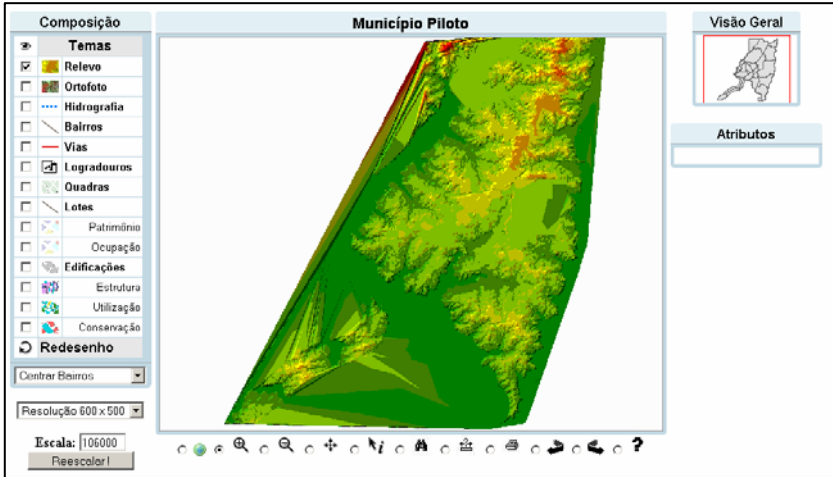 Composição
Temas
Relevo
Ortofoto
Hidrografia
Bairros
Vias
Logradouros
Quadras
Lotes
Patrimônio
Ocupação
Edificações
Estrutura
Utilização
Conservação
Redesenho
Centrar Bairros
Resolução 600 x 500
Escala: 106000
Reescalar!
Município Piloto
i
?
Visão Geral
Atributos